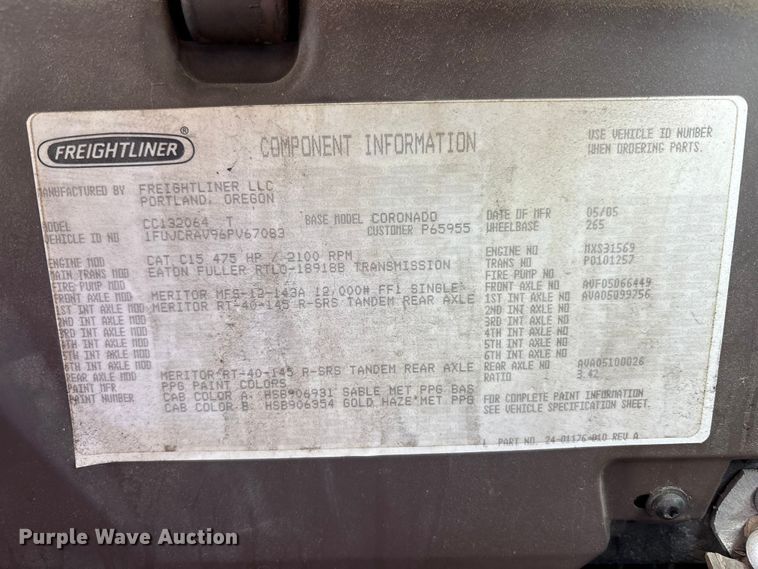 FREIGHTLINER®
COMPONENT INFORMATION
USE VEHICLE ID NUMBER
WHEN ORDERING PARTS.
MANUFACTURED BY FREIGHTLINER LLC
PORTLAND, OREGON
MODEL CC132064 T BASE MODEL CORONADO DATE OF MFR 05/05
VEHICLE ID NO 1FUJCRAV96PV67083 CUSTOMER P65955 WHEELBASE 265
ENGINE MOD CAT C15 475 HP / 2100 RPM ENGINE NO MXS31569
MAIN TRANS MOD EATON FULLER RTLO-18918B TRANSMISSION TRANS NO P0101257
FIRE PUMP MOD FIRE PUMP NO
FRONT AXLE MOD MERITOR MFS-12-143A 12,000# FF1 SINGLE FRONT AXLE NO AVF05066449
1ST INT AXLE MOD MERITOR RT-40-145 R-SRS TANDEM REAR AXLE 1ST INT AXLE NO AVA05099756
2ND INT AXLE MOD 2ND INT AXLE NO
3RD INT AXLE MOD 3RD INT AXLE NO
4TH INT AXLE MOD 4TH INT AXLE NO
5TH INT AXLE MOD 5TH INT AXLE NO
6TH INT AXLE MOD 6TH INT AXLE NO
REAR AXLE MOD MERITOR RT-40-145 R-SRS TANDEM REAR AXLE REAR AXLE NO AVA05100026
PAINT MFR PPG PAINT COLORS RATIO 3.42
PAINT NUMBER CAB COLOR A: HSB906931 SABLE MET PPG BAS FOR COMPLETE PAINT INFORMATION
CAB COLOR B: HSB906354 GOLD HAZE MET PPG SEE VEHICLE SPECIFICATION SHEET.
PART NO. 24-01176-010 REV A
Purple Wave Auction